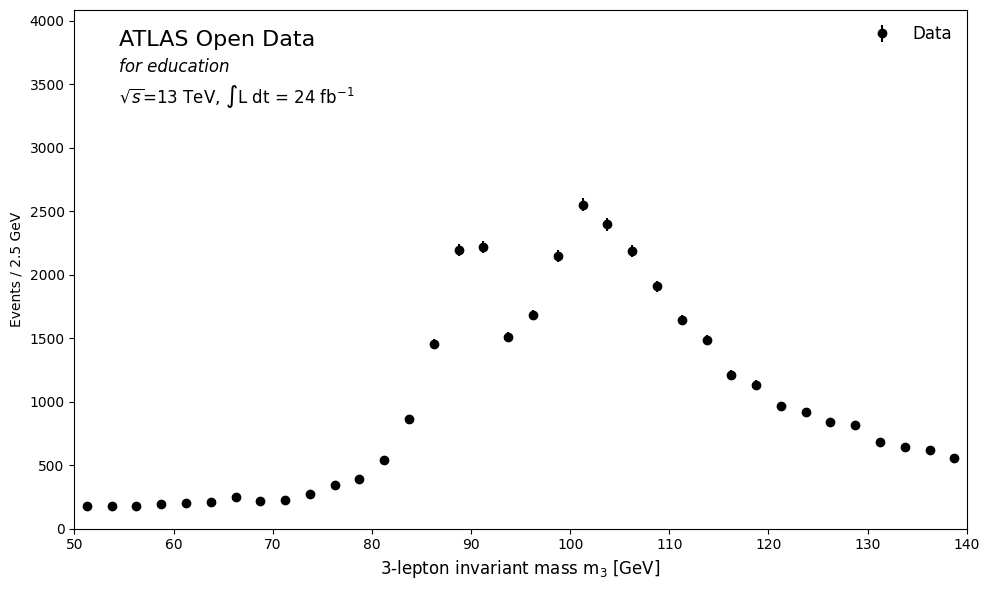 ATLAS Open Data
for education
√s=13 TeV, ∫L dt = 24 fb⁻¹
Data
4000
3500
3000
2500
2000
1500
1000
500
0
Events / 2.5 GeV
50 60 70 80 90 100 110 120 130 140
3-lepton invariant mass m₃ [GeV]